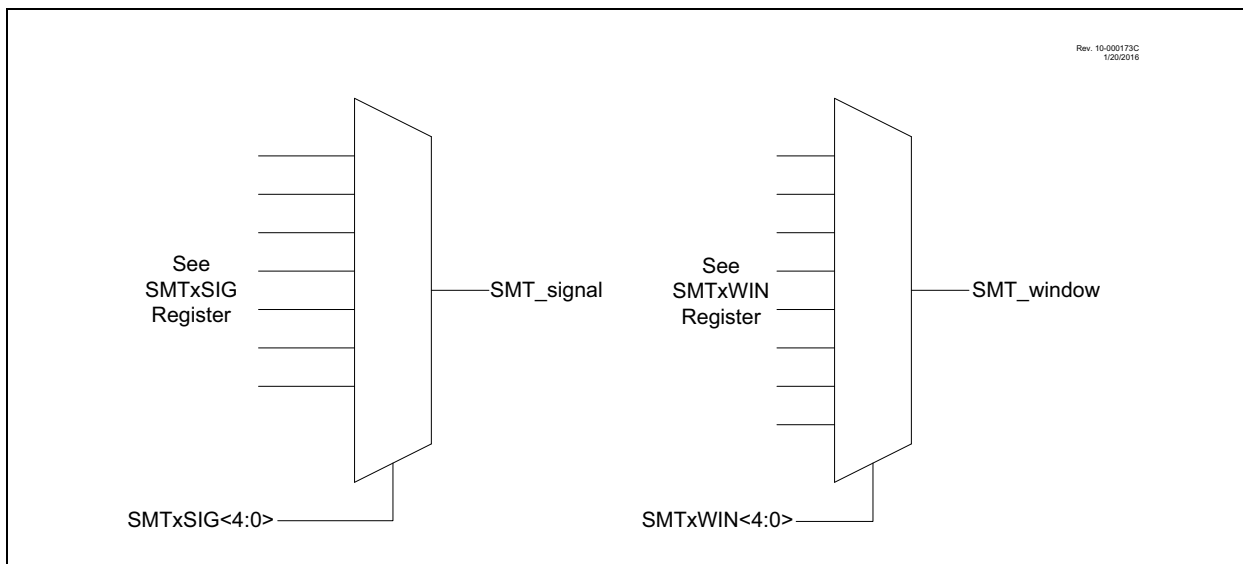 Rev. 10-000173C
1/20/2016
See
SMTxSIG
Register
SMT_signal
SMTxSIG<4:0>
See
SMTxWIN
Register
SMT_window
SMTxWIN<4:0>